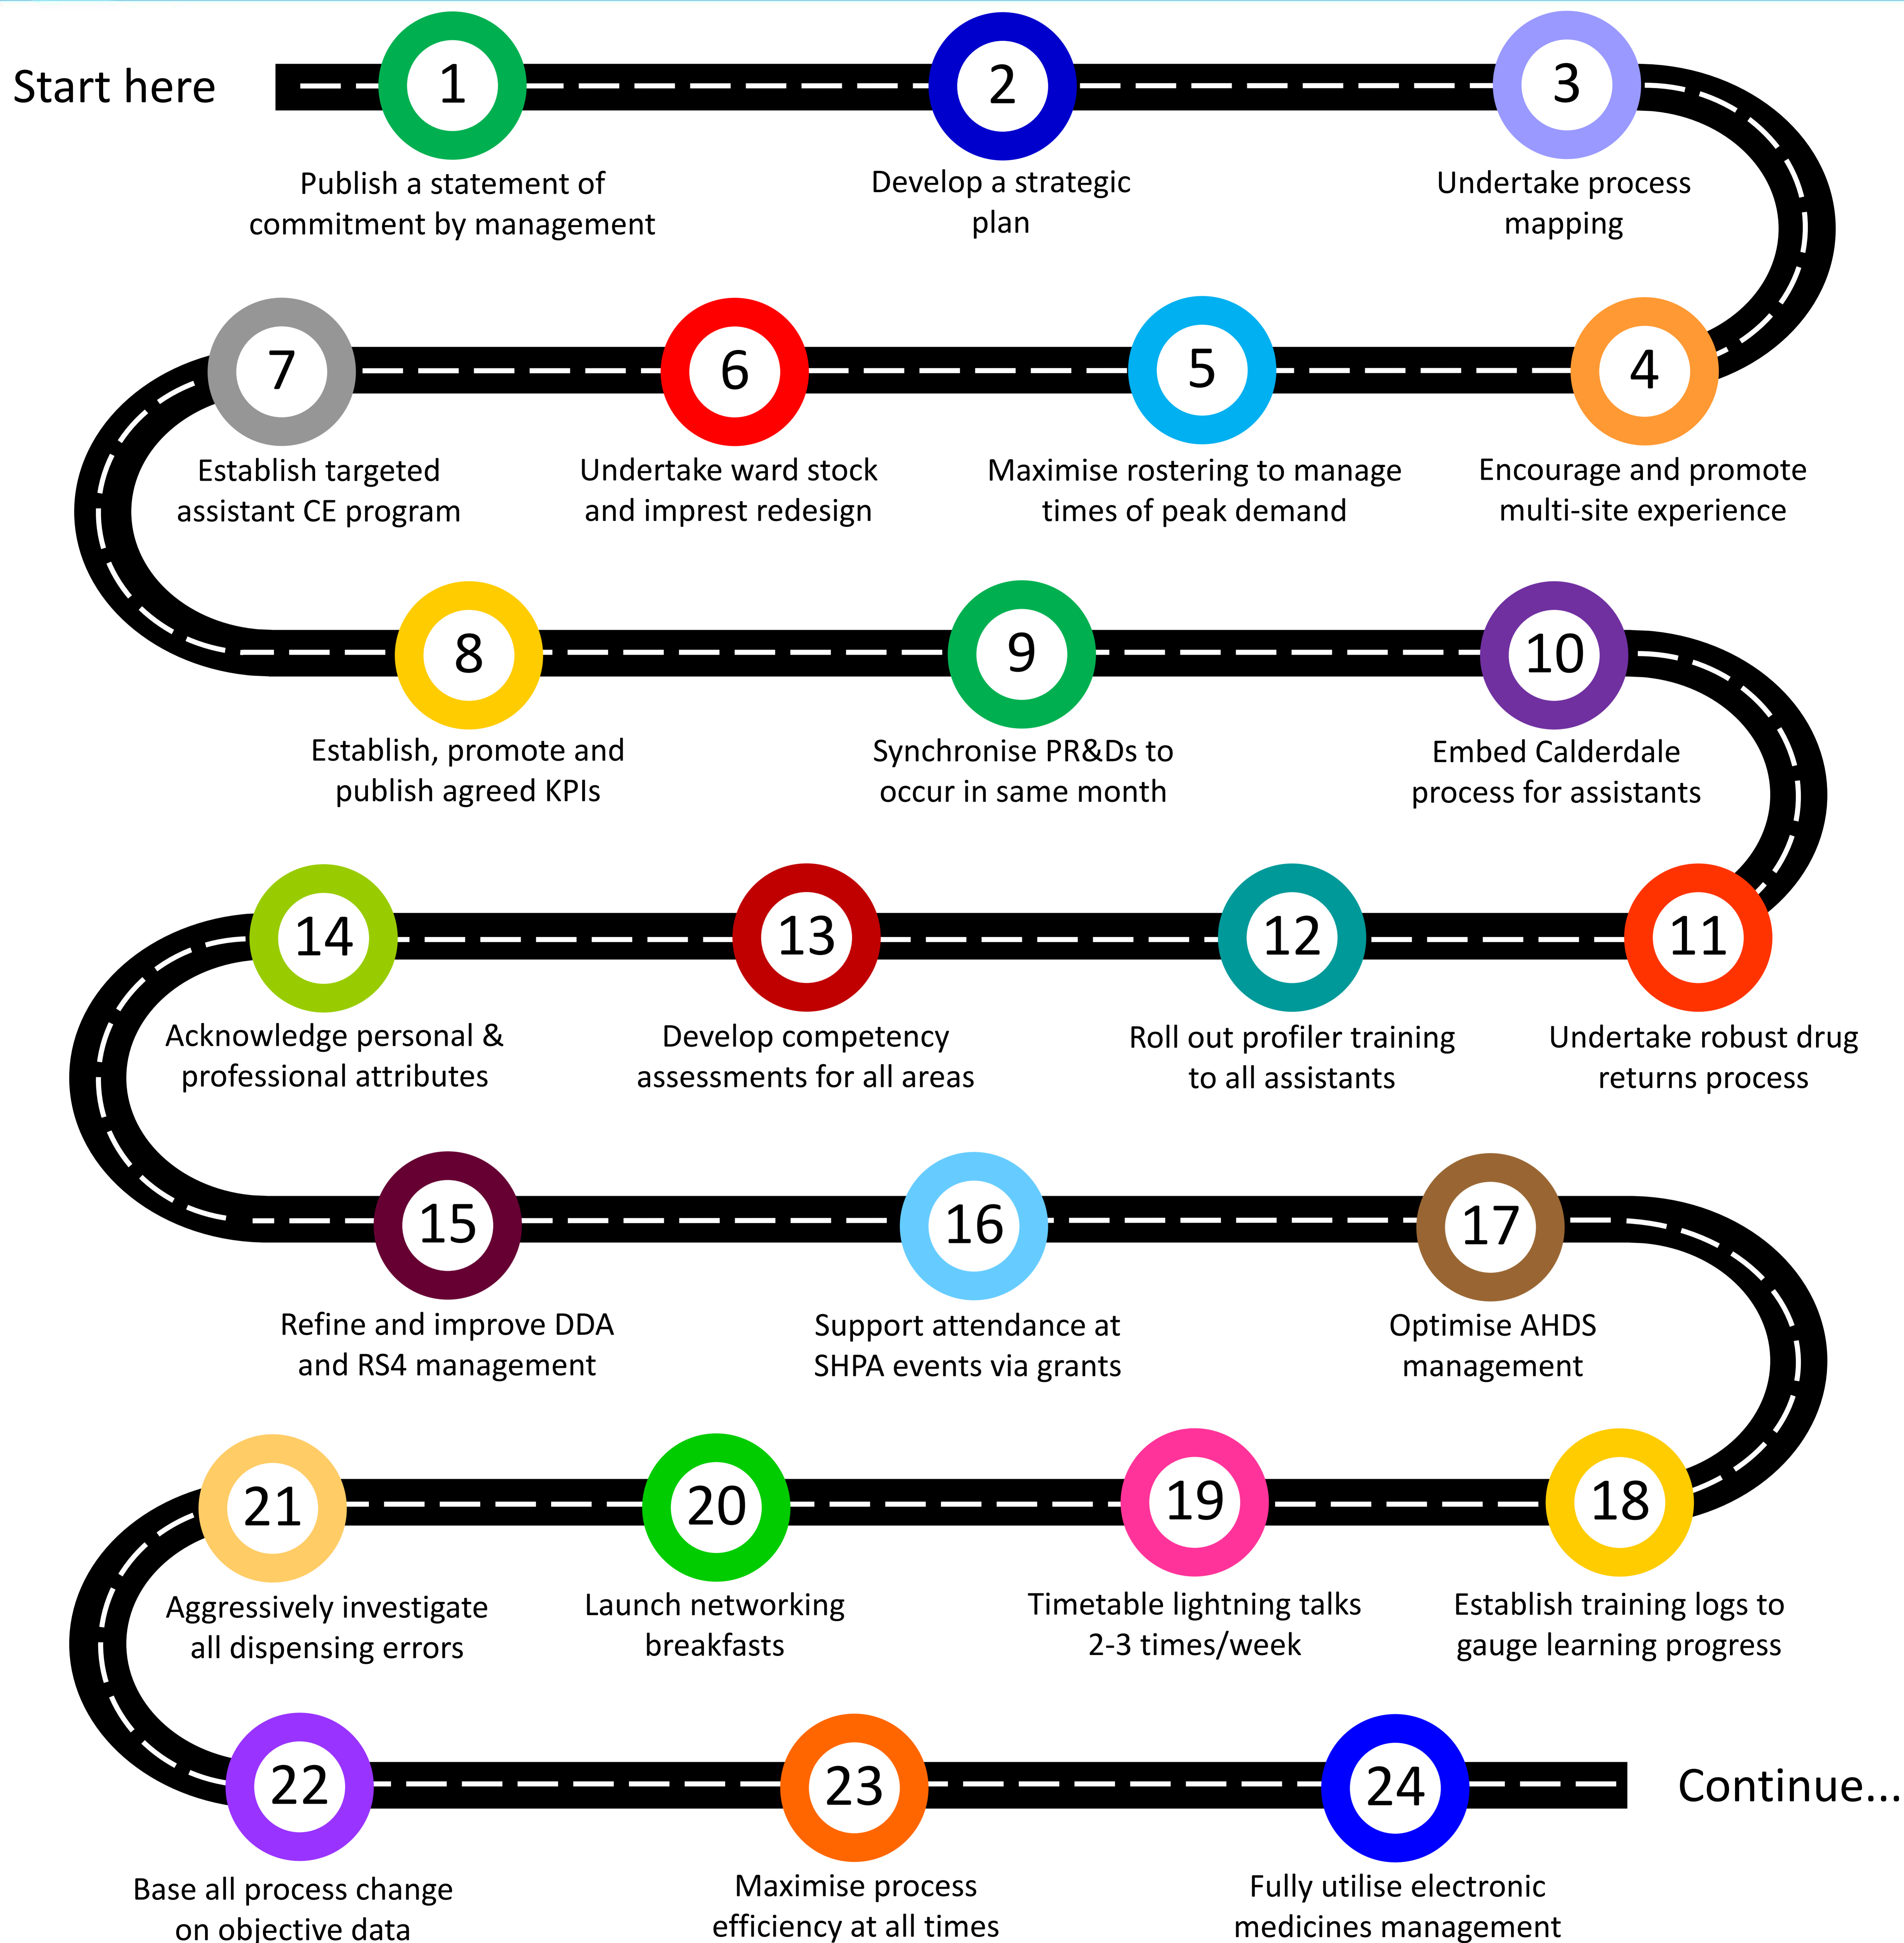 Start here
1
Publish a statement of
commitment by management
2
Develop a strategic
plan
3
Undertake process
mapping
4
Encourage and promote
multi-site experience
5
Maximise rostering to manage
times of peak demand
6
Undertake ward stock
and imprest redesign
7
Establish targeted
assistant CE program
8
Establish, promote and
publish agreed KPIs
9
Synchronise PR&Ds to
occur in same month
10
Embed Calderdale
process for assistants
11
Undertake robust drug
returns process
12
Roll out profiler training
to all assistants
13
Develop competency
assessments for all areas
14
Acknowledge personal &
professional attributes
15
Refine and improve DDA
and RS4 management
16
Support attendance at
SHPA events via grants
17
Optimise AHDS
management
18
Establish training logs to
gauge learning progress
19
Timetable lightning talks
2-3 times/week
20
Launch networking
breakfasts
21
Aggressively investigate
all dispensing errors
22
Base all process change
on objective data
23
Maximise process
efficiency at all times
24
Fully utilise electronic
medicines management
Continue...